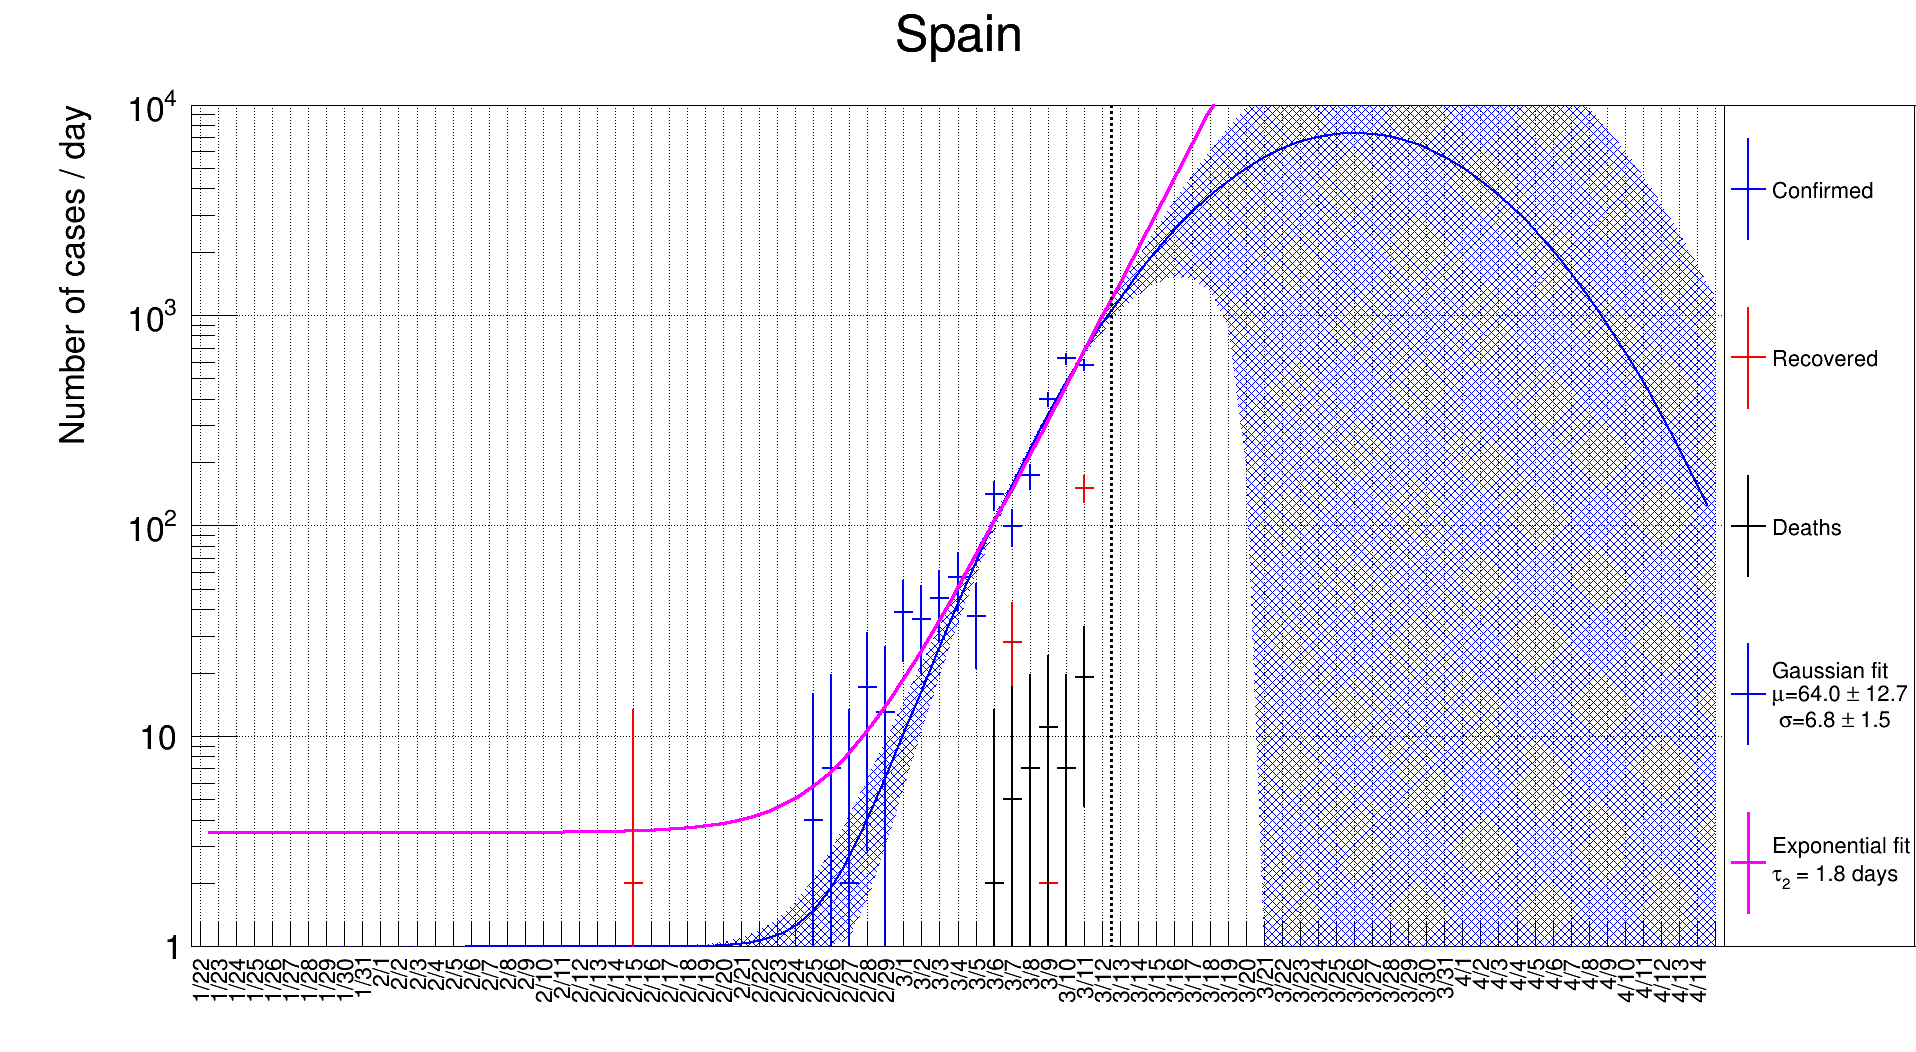 Spain
Number of cases / day
10⁴
10³
10²
10
1
1/22 1/23 1/24 1/25 1/26 1/27 1/28 1/29 1/30 1/31 2/1 2/2 2/3 2/4 2/5 2/6 2/7 2/8 2/9 2/10 2/11 2/12 2/13 2/14 2/15 2/16 2/17 2/18 2/19 2/20 2/21 2/22 2/23 2/24 2/25 2/26 2/27 2/28 2/29 3/1 3/2 3/3 3/4 3/5 3/6 3/7 3/8 3/9 3/10 3/11 3/12 3/13 3/14 3/15 3/16 3/17 3/18 3/19 3/20 3/21 3/22 3/23 3/24 3/25 3/26 3/27 3/28 3/29 3/30 3/31 4/1 4/2 4/3 4/4 4/5 4/6 4/7 4/8 4/9 4/10 4/11 4/12 4/13 4/14
Confirmed
Recovered
Deaths
Gaussian fit
μ=64.0 ± 12.7
σ=6.8 ± 1.5
Exponential fit
τ₂ = 1.8 days